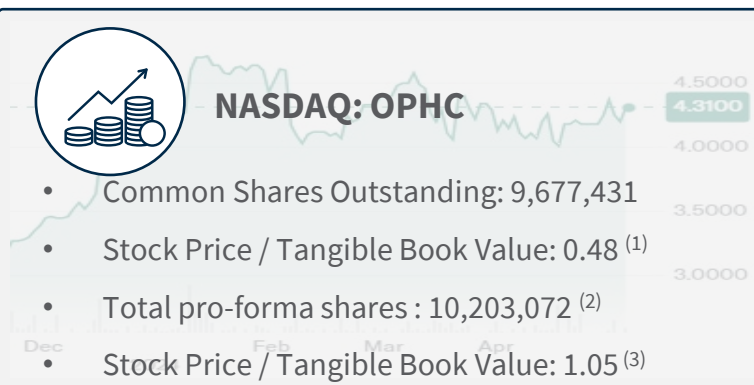 4.5000
NASDAQ: OPHC
4.3100
4.0000
• Common Shares Outstanding: 9,677,431
3.5000
• Stock Price / Tangible Book Value: 0.48 (1)
3.0000
• Total pro-forma shares : 10,203,072 (2)
Dec 2024 Feb Mar Apr
• Stock Price / Tangible Book Value: 1.05 (3)